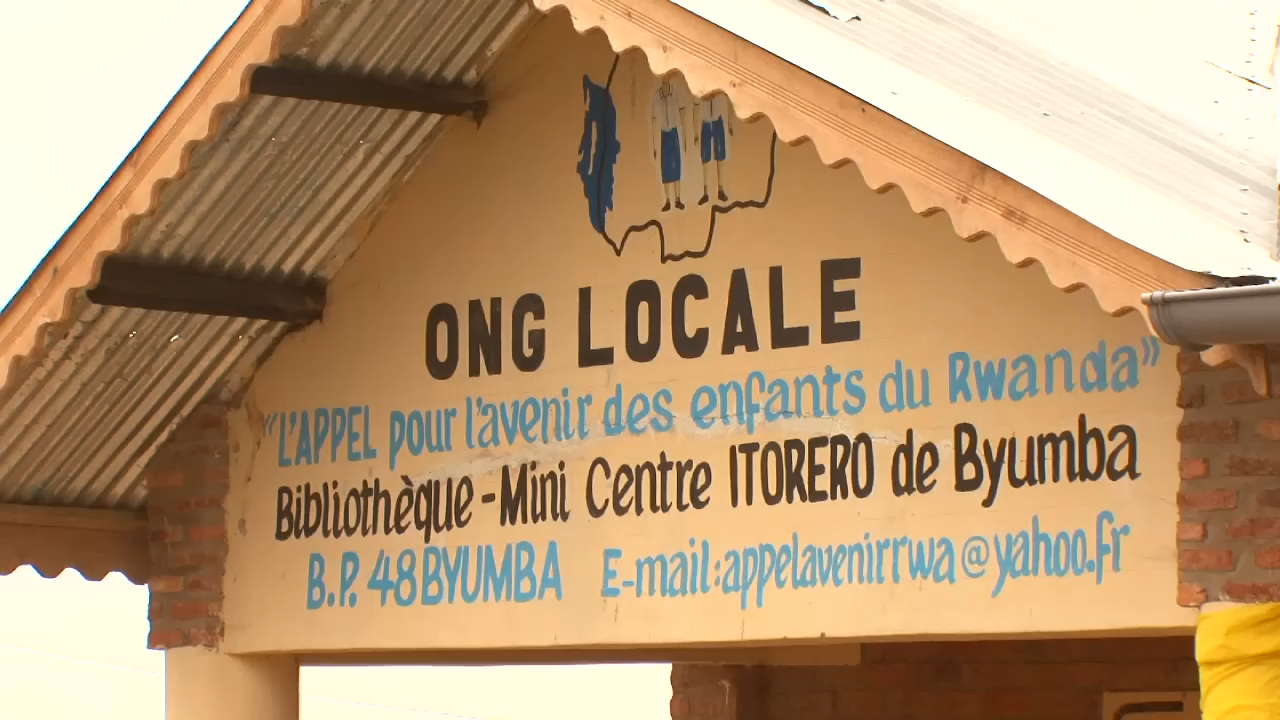 ONG LOCALE
"L'APPEL pour l'avenir des enfants du Rwanda"
Bibliothèque-Mini Centre ITORERO de Byumba
B.P. 48 BYUMBA E-mail:appelavenirrwa@yahoo.fr